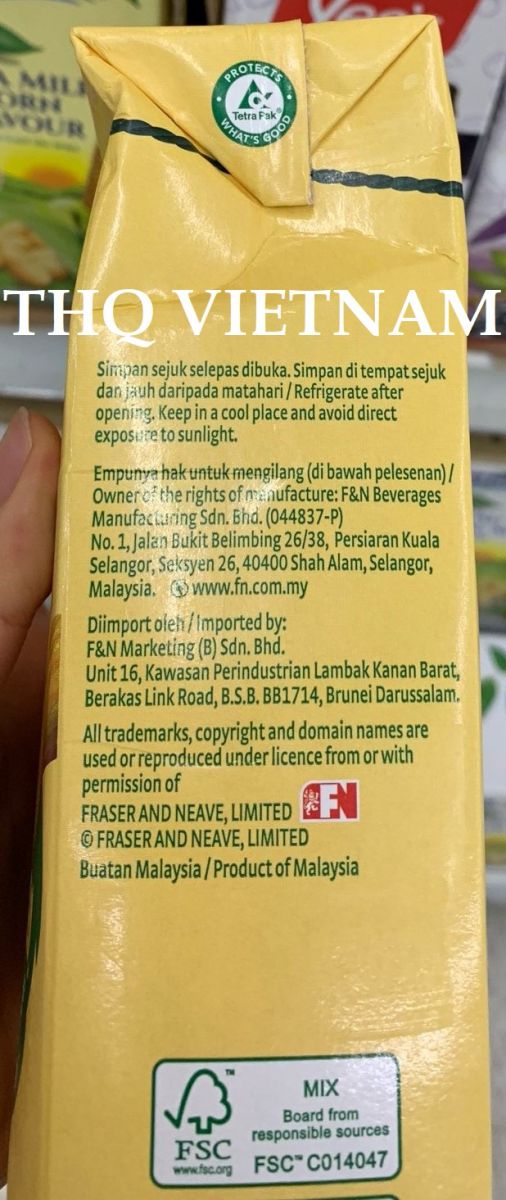 PROTECTS
Tetra Pak®
WHAT'S GOOD
A MIL
ORN
VOUR
THQ VIETNAM
Simpan sejuk selepas dibuka. Simpan di tempat sejuk
dan jauh daripada matahari / Refrigerate after
opening. Keep in a cool place and avoid direct
exposure to sunlight.
Empunya hak untuk mengilang (di bawah pelesenan) /
Owner of the rights of manufacture: F&N Beverages
Manufacturing Sdn. Bhd. (044837-P)
No. 1, Jalan Bukit Belimbing 26/38, Persiaran Kuala
Selangor, Seksyen 26, 40400 Shah Alam, Selangor,
Malaysia. www.fn.com.my
Diimport oleh / Imported by:
F&N Marketing (B) Sdn. Bhd.
Unit 16, Kawasan Perindustrian Lambak Kanan Barat,
Berakas Link Road, B.S.B. BB1714, Brunei Darussalam.
All trademarks, copyright and domain names are
used or reproduced under licence from or with
permission of
FRASER AND NEAVE, LIMITED FN
© FRASER AND NEAVE, LIMITED
Buatan Malaysia / Product of Malaysia
MIX
Board from
responsible sources
FSC™ C014047
FSC
www.fsc.org